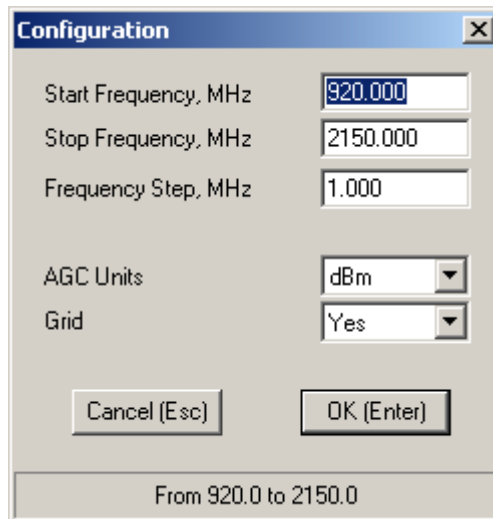 Configuration
Start Frequency, MHz 920.000
Stop Frequency, MHz 2150.000
Frequency Step, MHz 1.000
AGC Units dBm
Grid Yes
Cancel (Esc) OK (Enter)
From 920.0 to 2150.0